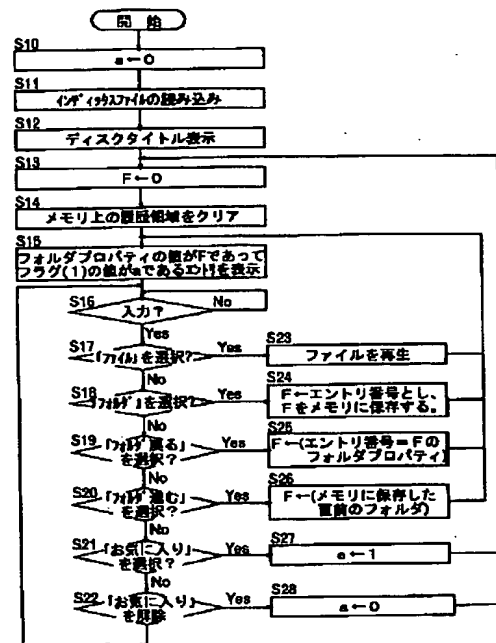 開 始
S10
a←0
S11
インデックスファイルの読み込み
S12
ディスクタイトル表示
S13
F←0
S14
メモリ上の履歴領域をクリア
S15
フォルダプロパティの値がFであって
フラグ(1)の値がaであるエントリを表示
S16
入力?
No
Yes
S17
「ファイル」を選択?
Yes
S23
ファイルを再生
No
S18
「フォルダ」を選択?
Yes
S24
F←エントリ番号とし、
Fをメモリに保存する。
No
S19
「フォルダ 戻る」
を選択?
Yes
S25
F←(エントリ番号=Fの
フォルダプロパティ)
No
S20
「フォルダ 進む」
を選択?
Yes
S26
F←(メモリに保存した
直前のフォルダ)
No
S21
「お気に入り」
を選択?
Yes
S27
a←1
No
S22
「お気に入り」
を解除
Yes
S28
a←0